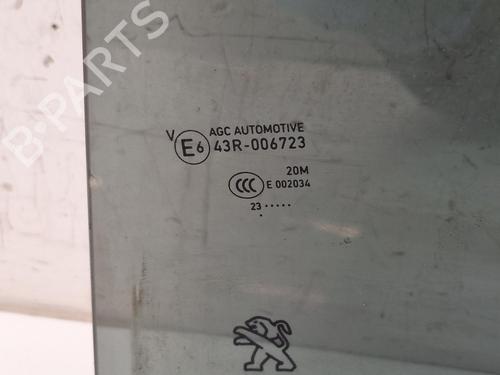 B-PARTS
AGC AUTOMOTIVE
V E6 43R-006723
20M
CCC E 002034
23 .....
.